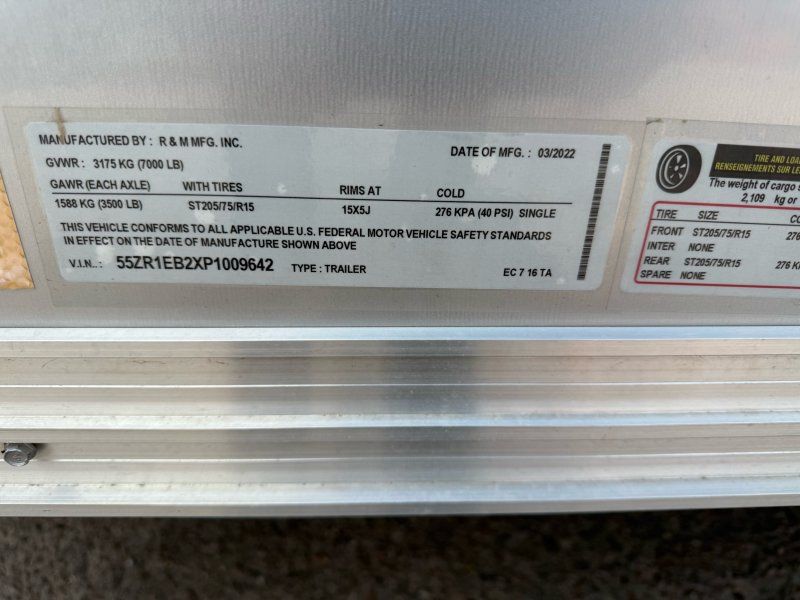 MANUFACTURED BY : R & M MFG. INC.
DATE OF MFG. : 03/2022
GVWR : 3175 KG (7000 LB)
GAWR (EACH AXLE) WITH TIRES RIMS AT COLD
1588 KG (3500 LB) ST205/75/R15 15X5J 276 KPA (40 PSI) SINGLE
THIS VEHICLE CONFORMS TO ALL APPLICABLE U.S. FEDERAL MOTOR VEHICLE SAFETY STANDARDS
IN EFFECT ON THE DATE OF MANUFACTURE SHOWN ABOVE
V.I.N.. : 55ZR1EB2XP1009642 TYPE : TRAILER EC 7 16 TA
TIRE AND LOA
RENSEIGNEMENTS SUR LE
The weight of cargo s
2,109 kg or
TIRE SIZE CO
FRONT ST205/75/R15 276
INTER NONE
REAR ST205/75/R15 276 K
SPARE NONE